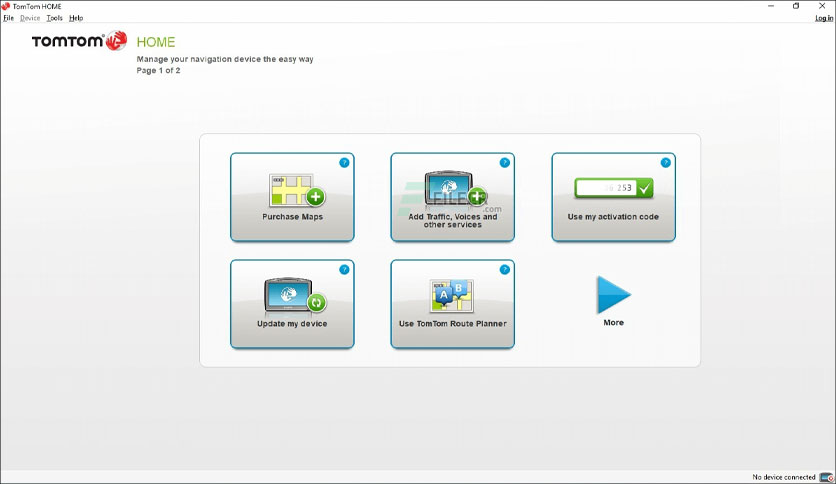 TomTom HOME
File Device Tools Help
Log in
TOMTOM HOME
Manage your navigation device the easy way
Page 1 of 2
Purchase Maps
Add Traffic, Voices and
other services
253
Use my activation code
FILE
.com
Update my device
A B
Use TomTom Route Planner
More
No device connected